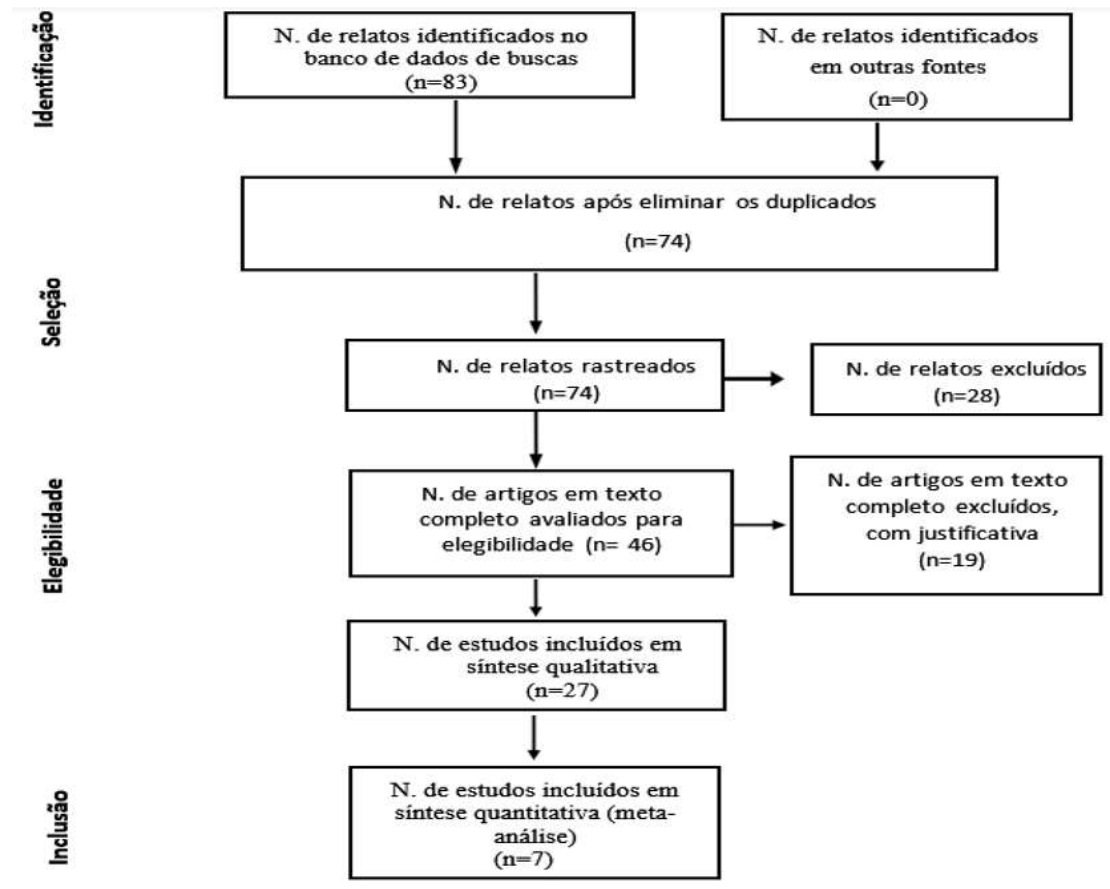 Identificação
N. de relatos identificados no
banco de dados de buscas
(n=83)
N. de relatos identificados
em outras fontes
(n=0)
N. de relatos após eliminar os duplicados
(n=74)
Seleção
N. de relatos rastreados
(n=74)
N. de relatos excluídos
(n=28)
Elegibilidade
N. de artigos em texto
completo avaliados para
elegibilidade (n= 46)
N. de artigos em texto
completo excluídos,
com justificativa
(n=19)
N. de estudos incluídos em
síntese qualitativa
(n=27)
Inclusão
N. de estudos incluídos em
síntese quantitativa (meta-
análise)
(n=7)